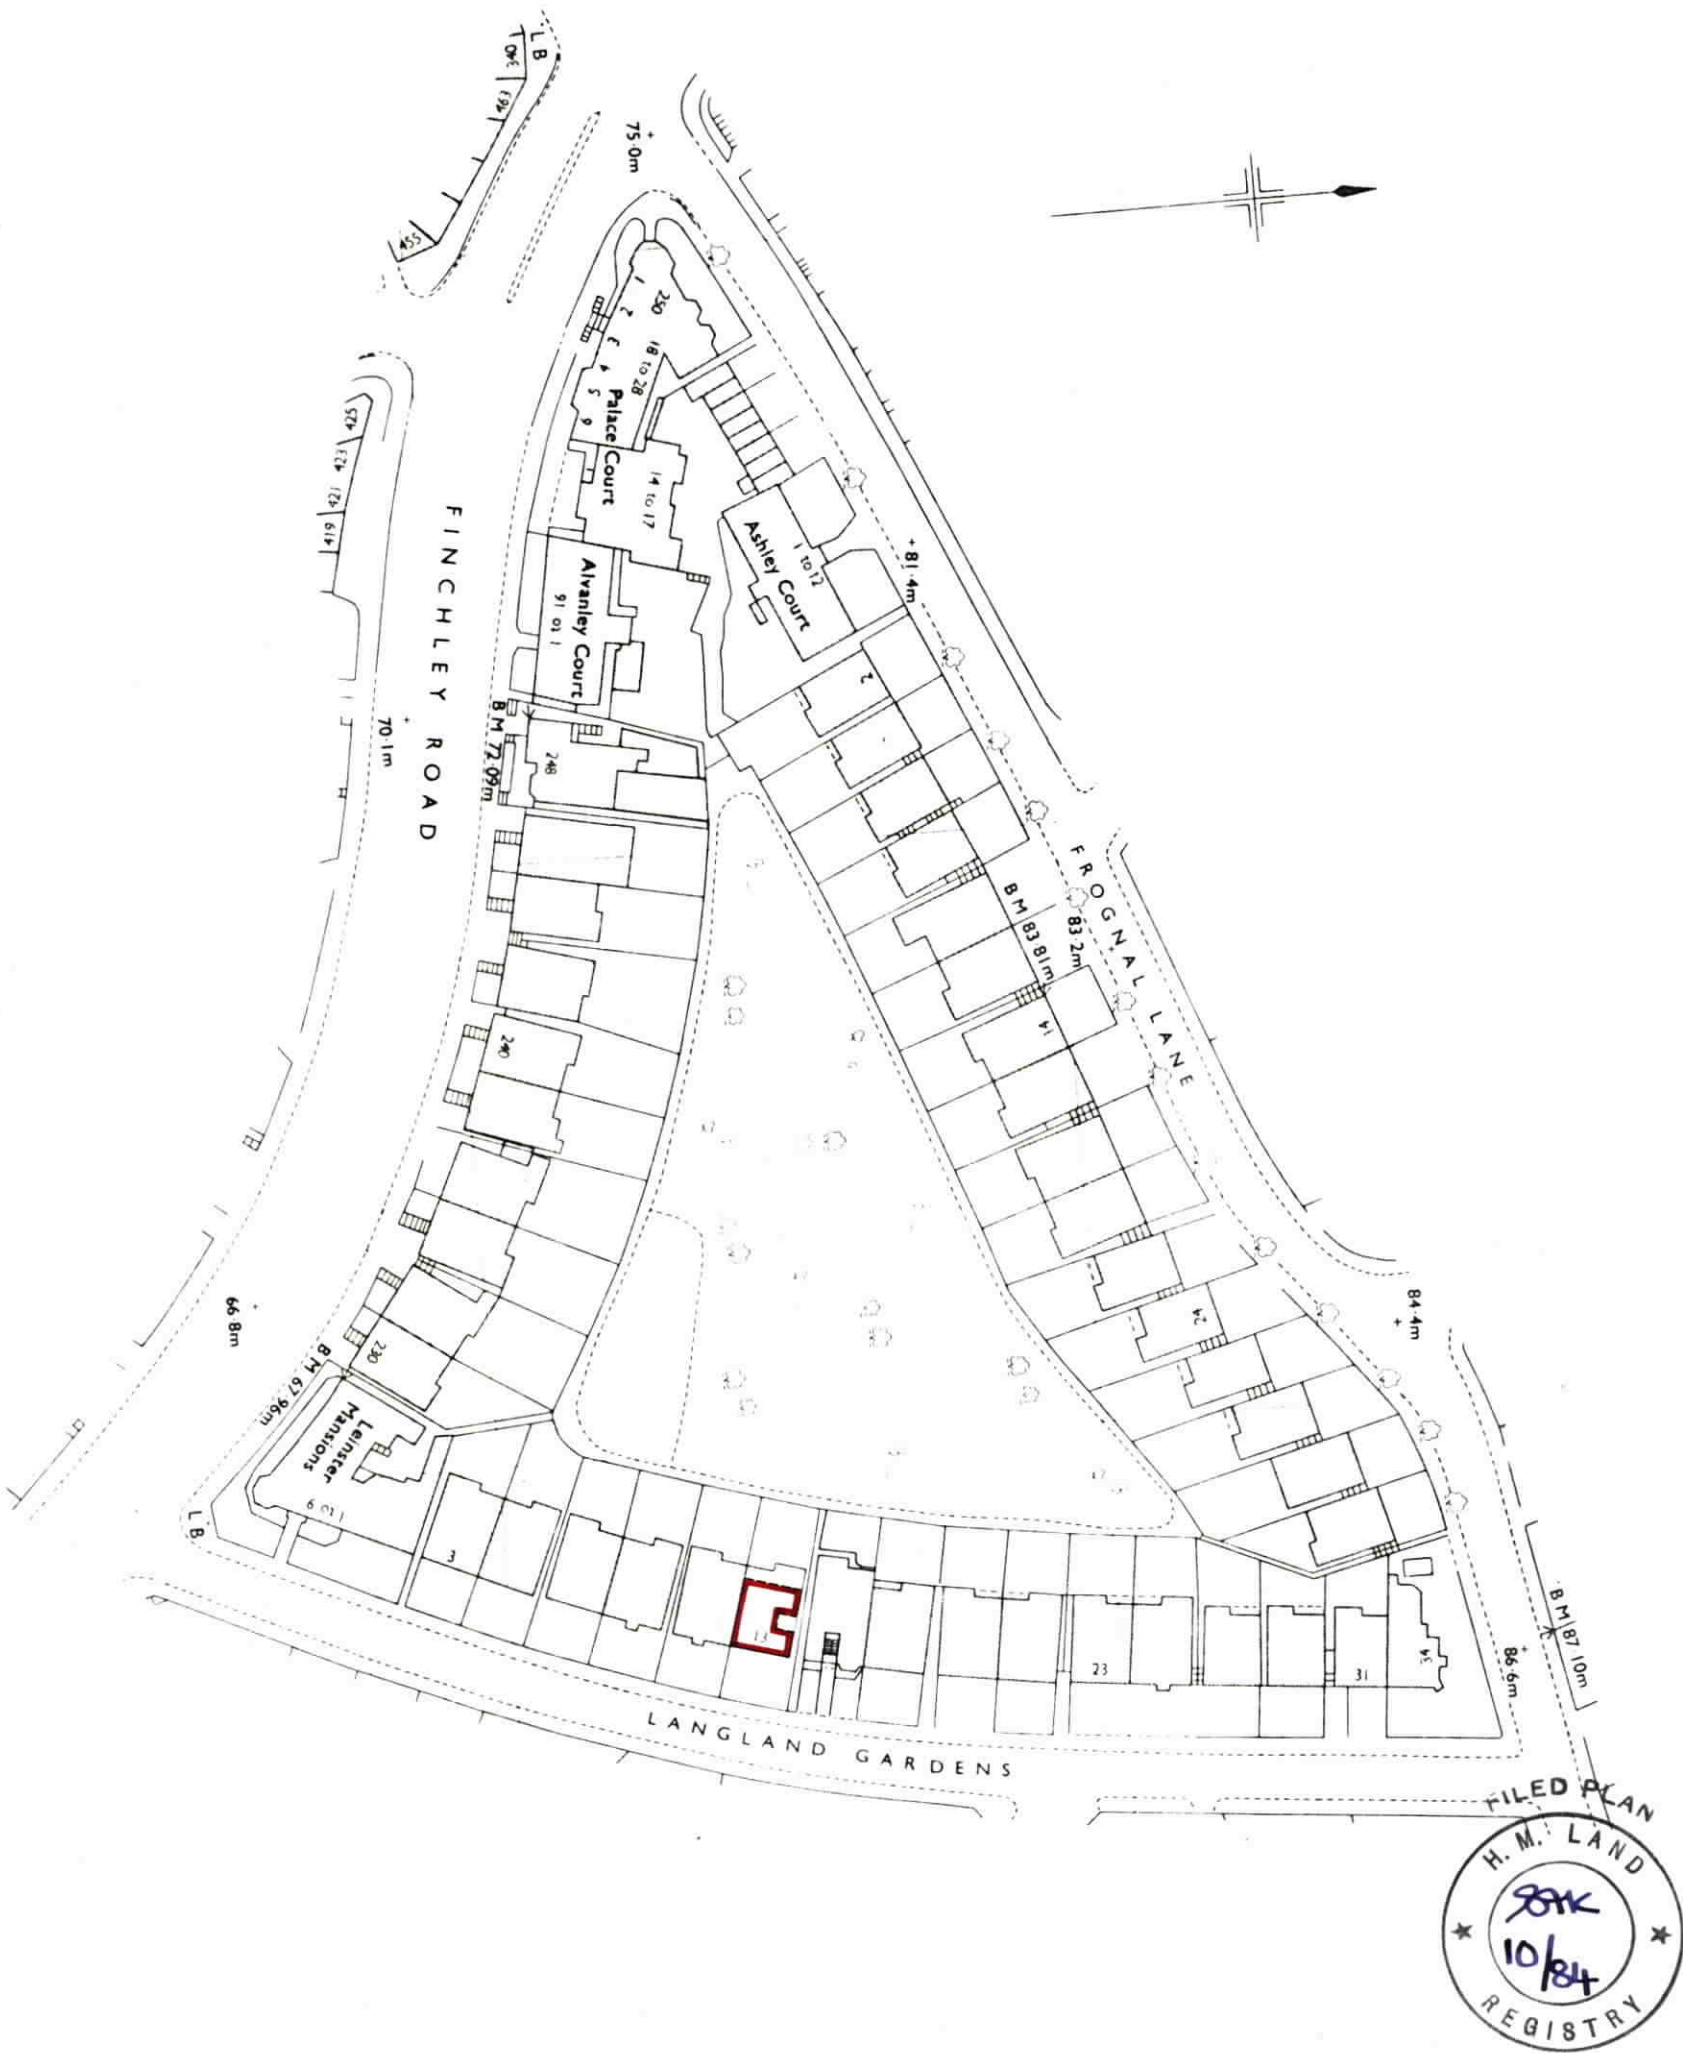 LB
340
463
455
75.0m
250
1
2
3
4
5
6
18 to 28
Palace Court
14 to 17
425
423
421
419
FINCHLEY ROAD
Alvanley Court
1 to 16
Ashley Court
1 to 12
81.4m
2
70.1m
BM 72.09m
248
FROGNAL LANE
83.2m
BM 83.81m
14
240
24
84.4m
66.8m
230
BM 67.96m
Leinster
Mansions
1 to 9
LB
3
13
23
31
34
BM 87.10m
86.6m
LANGLAND GARDENS
FILED PLAN
H. M. LAND
10/84
REGISTRY